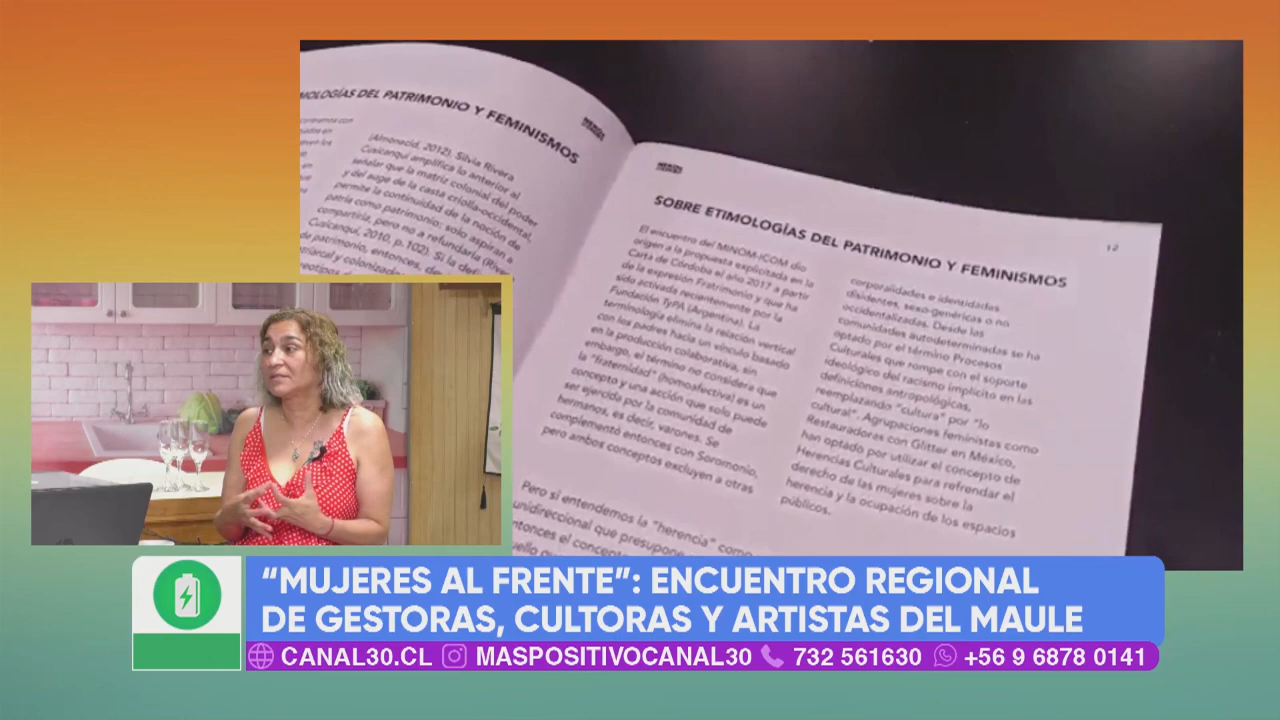 MOLOGÍAS DEL PATRIMONIO Y FEMINISMOS
(Almonacid, 2012). Silvia Rivera
Cusicanqui amplifica lo anterior al
señalar que la matriz colonial del poder
y del auge de la casta criolla-occidental,
permite la continuidad de la noción de
patria como patrimonio: solo aspiran a
compartirla, pero no a refundarla (Rivera
Cusicanqui, 2010, p. 102). Si la def
de patrimonio, entonces, de
triarcal y coloniza
SOBRE ETIMOLOGÍAS DEL PATRIMONIO Y FEMINISMOS
12
El encuentro del MINOM-ICOM dio
origen a la propuesta explicitada en la
Carta de Córdoba el año 2017 a partir
de la expresión Fratrimonio y que ha
sido activada recientemente por la
Fundación TyPA (Argentina). La
terminología elimina la relación vertical
con los padres hacia un vínculo basado
en la producción colaborativa, sin
embargo, el término no considera que
la "fraternidad" (homoafectiva) es un
concepto y una acción que solo puede
ser ejercida por la comunidad de
hermanos, es decir, varones. Se
complementó entonces con Soromonio,
pero ambos conceptos excluyen a otras
corporalidades e identidades
disidentes, sexo-genéricas o no
occidentalizadas. Desde las
comunidades autodeterminadas se ha
optado por el término Procesos
Culturales que rompe con el soporte
ideológico del racismo implícito en las
definiciones antropológicas,
reemplazando "cultura" por "lo
cultural". Agrupaciones feministas como
Restauradoras con Glitter en México,
han optado por utilizar el concepto de
Herencias Culturales para refrendar el
derecho de las mujeres sobre la
herencia y la ocupación de los espacios
públicos.
Pero si entendemos la "herencia" como
unidireccional que presupone
ntonces el concepto
“MUJERES AL FRENTE”: ENCUENTRO REGIONAL
DE GESTORAS, CULTORAS Y ARTISTAS DEL MAULE
CANAL30.CL MASPOSITIVOCANAL30 732 561630 +56 9 6878 0141